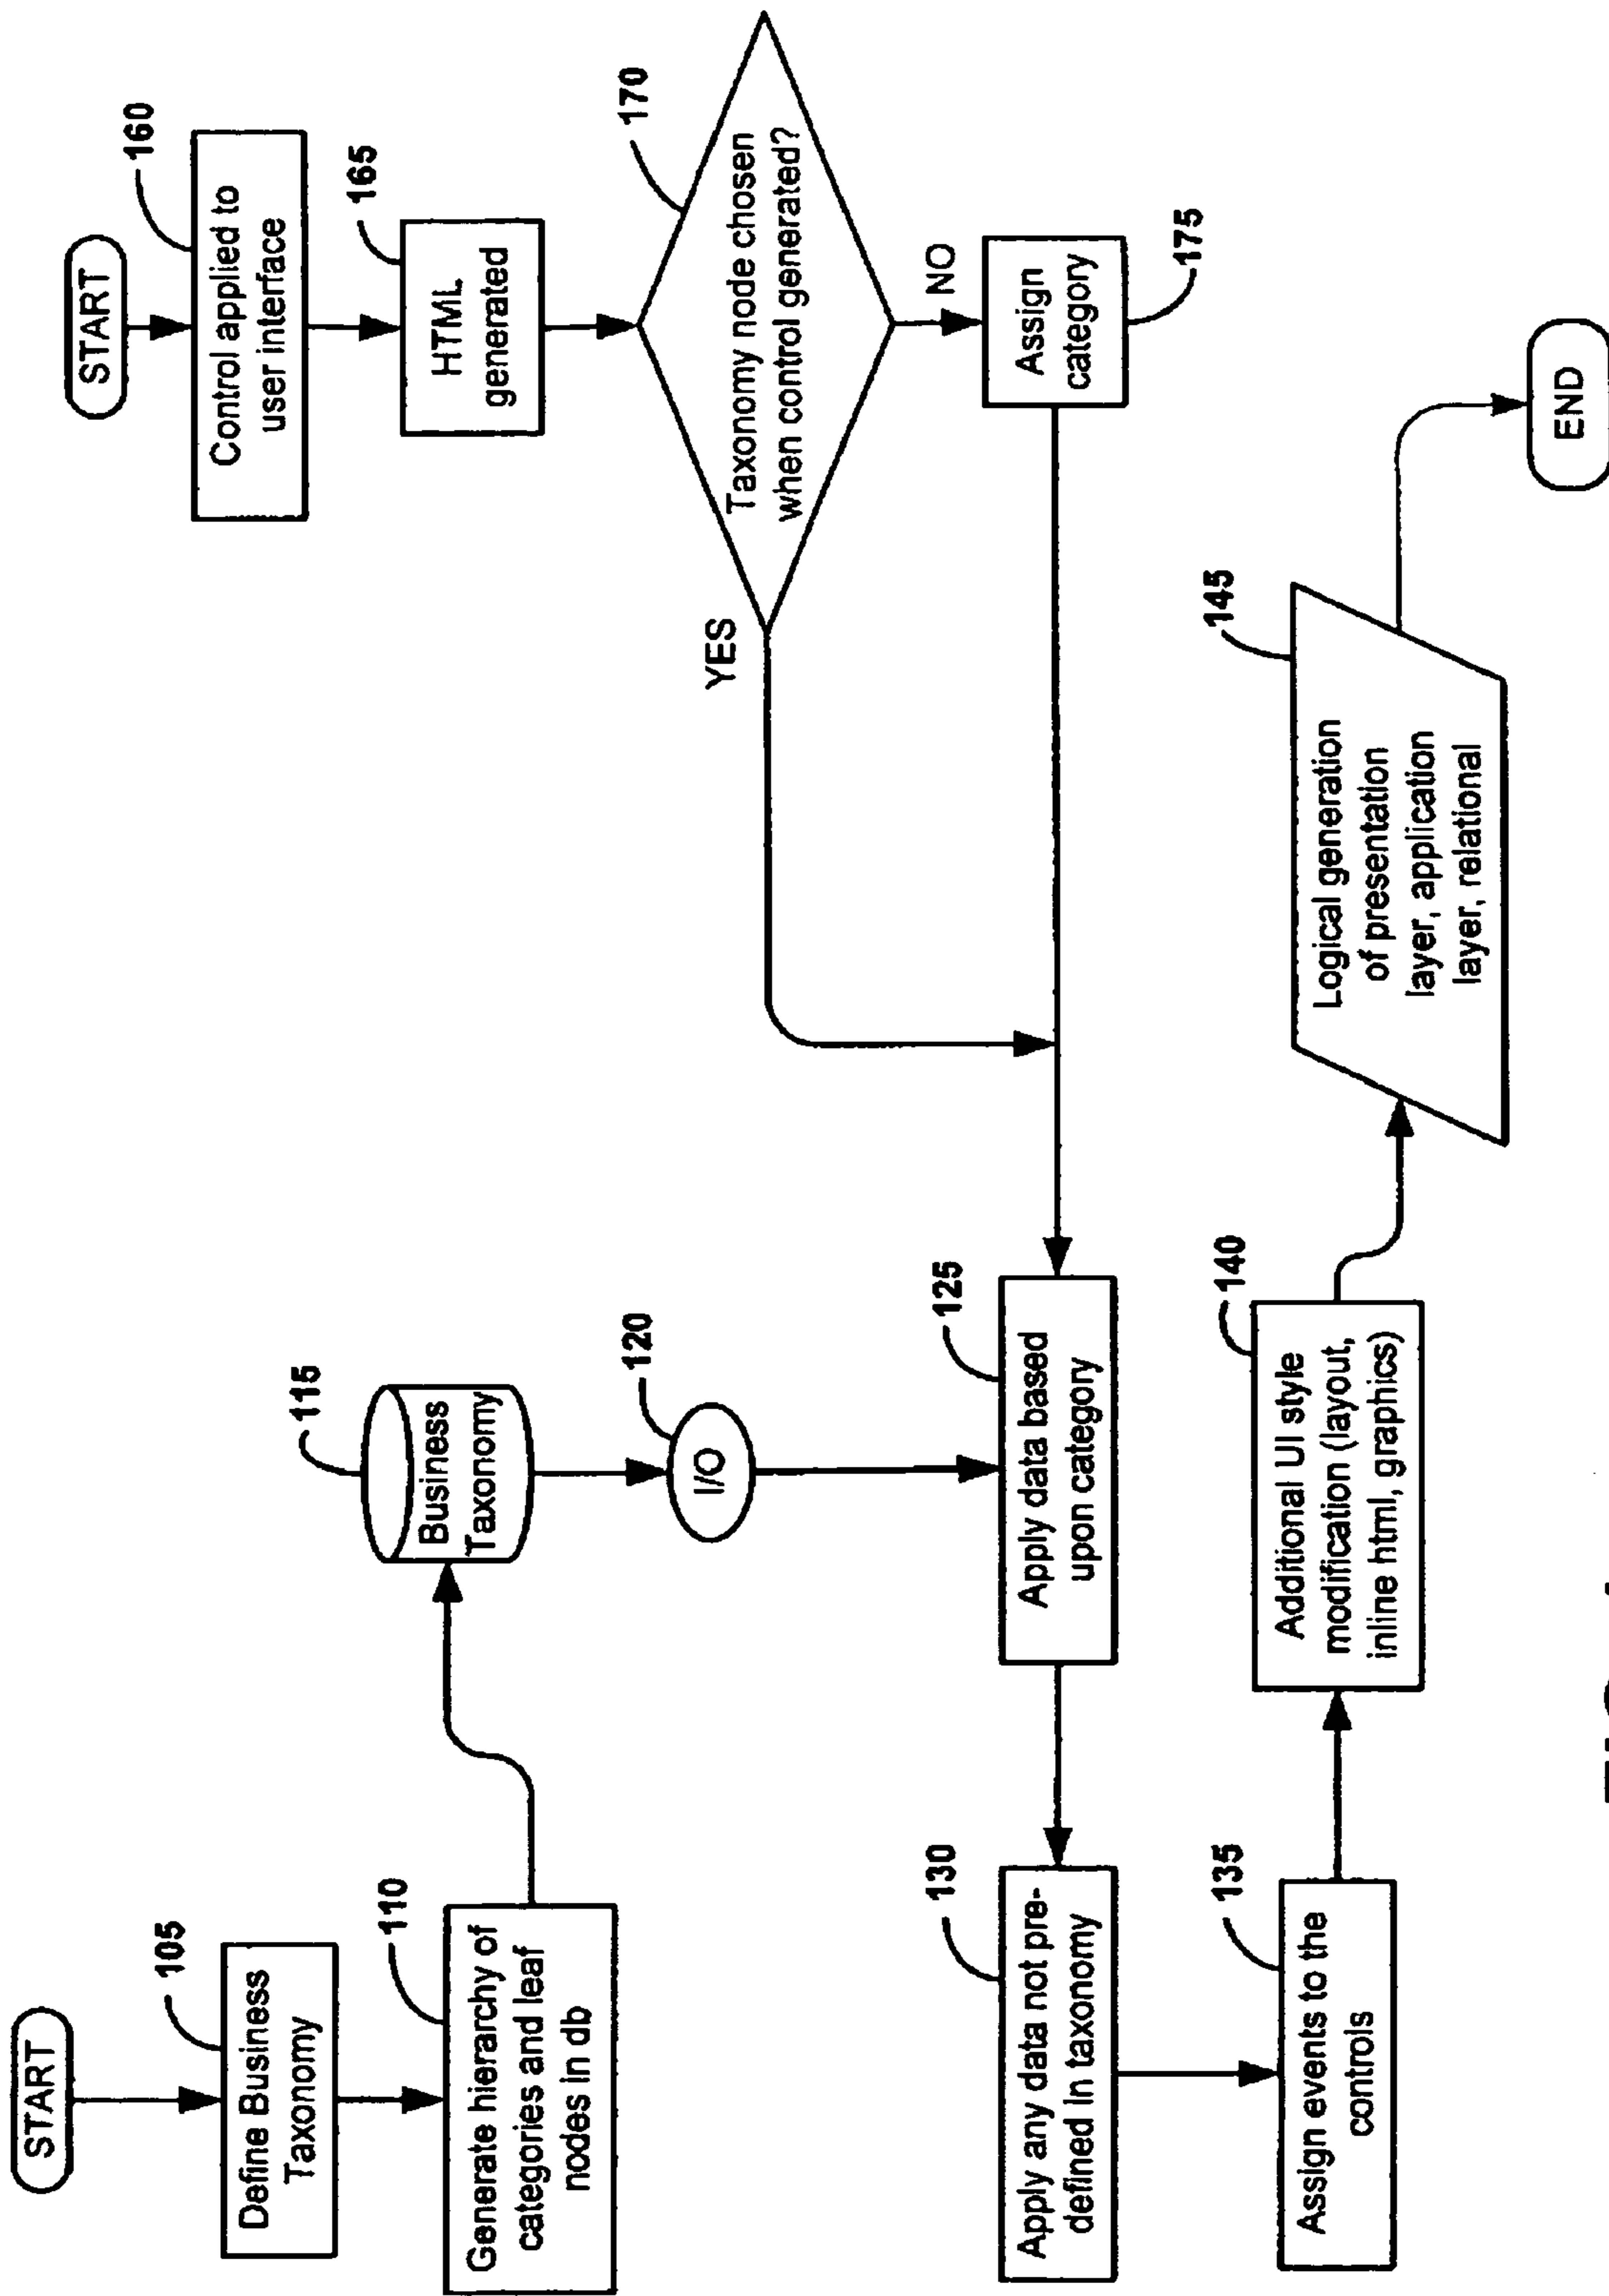 START
105
Define Business
Taxonomy
110
Generate hierarchy of
categories and leaf
nodes in db
115
Business
Taxonomy
120
I/O
START
160
Control applied to
user interface
165
HTML
generated
170
Taxonomy node chosen
when control generated?
YES
NO
Assign
category
175
125
Apply data based
upon category
130
Apply any data not pre-
defined in taxonomy
135
Assign events to the
controls
140
Additional UI style
modification (layout,
inline html, graphics)
145
Logical generation
of presentation
layer, application
layer, relational
END